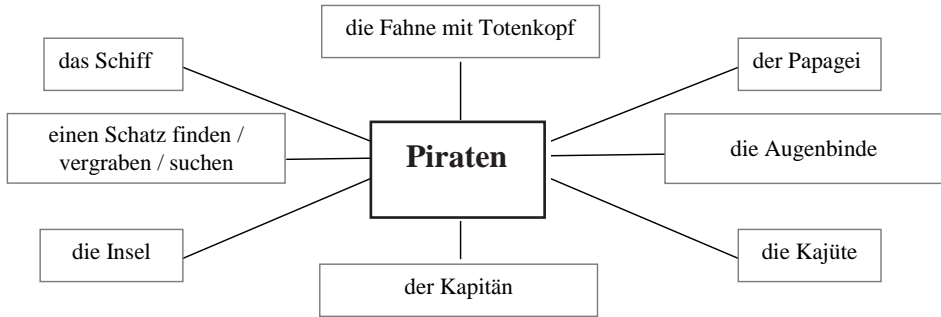 die Fahne mit Totenkopf
das Schiff
der Papagei
einen Schatz finden /
vergraben / suchen
Piraten
die Augenbinde
die Insel
die Kajüte
der Kapitän